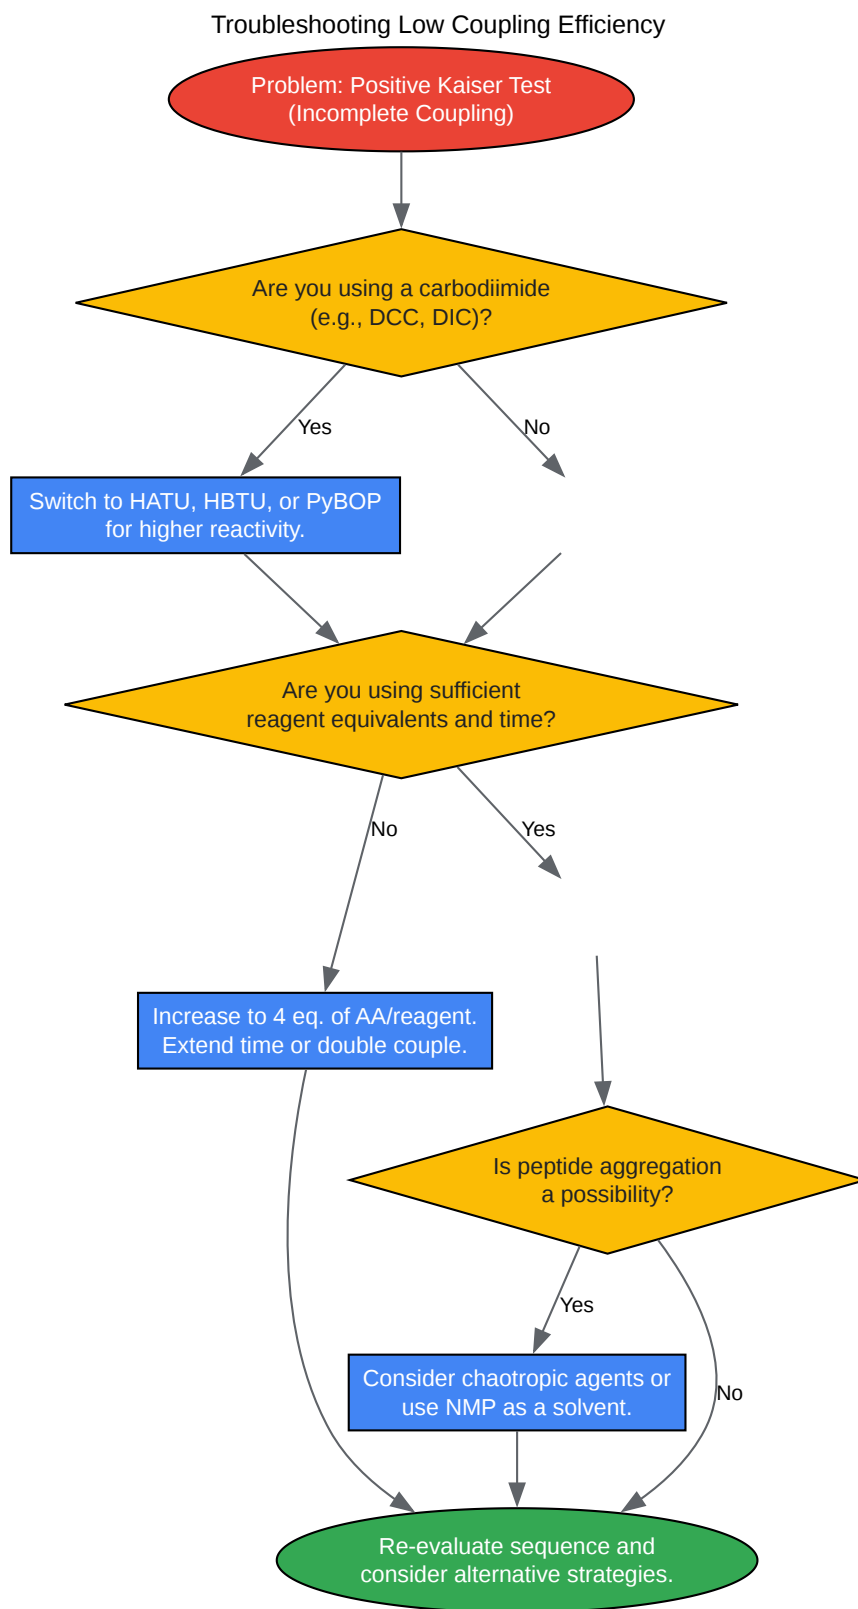 Troubleshooting Low Coupling Efficiency
Problem: Positive Kaiser Test
(Incomplete Coupling)
Are you using a carbodiimide
(e.g., DCC, DIC)?
Yes
No
Switch to HATU, HBTU, or PyBOP
for higher reactivity.
Are you using sufficient
reagent equivalents and time?
No
Yes
Increase to 4 eq. of AA/reagent.
Extend time or double couple.
Is peptide aggregation
a possibility?
Yes
Consider chaotropic agents or
use NMP as a solvent.
No
Re-evaluate sequence and
consider alternative strategies.